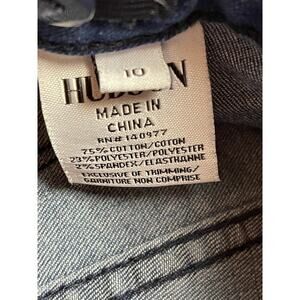 10
HUDSON
MADE IN
CHINA
RN# 140977
75% COTTON/COTON
23% POLYESTER/POLYESTER
2% SPANDEX/ELASTHANNE
EXCLUSIVE OF TRIMMING/
GARNITURE NON COMPRISE